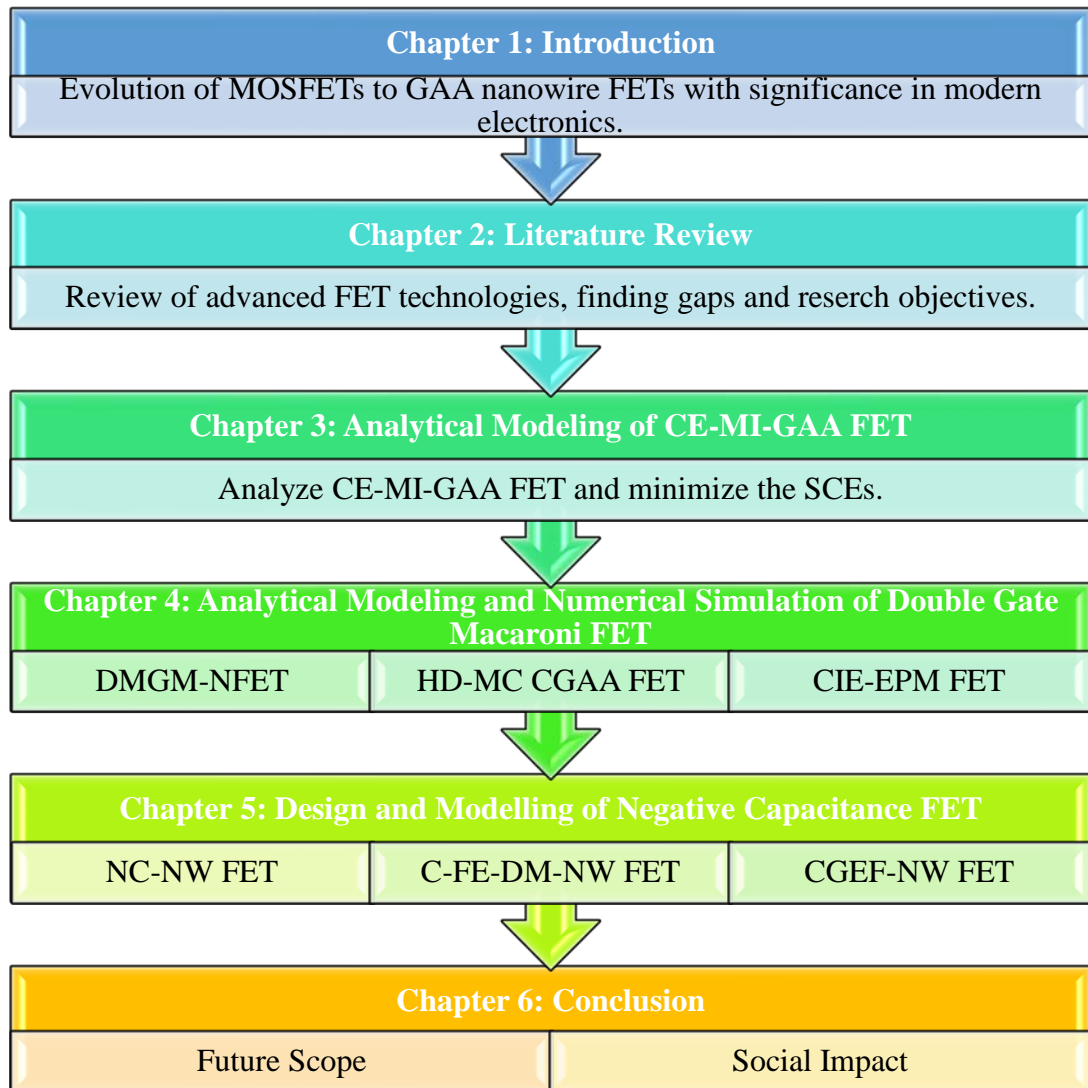 Chapter 1: Introduction
Evolution of MOSFETs to GAA nanowire FETs with significance in modern
electronics.
Chapter 2: Literature Review
Review of advanced FET technologies, finding gaps and reserch objectives.
Chapter 3: Analytical Modeling of CE-MI-GAA FET
Analyze CE-MI-GAA FET and minimize the SCEs.
Chapter 4: Analytical Modeling and Numerical Simulation of Double Gate
Macaroni FET
DMGM-NFET HD-MC CGAA FET CIE-EPM FET
Chapter 5: Design and Modelling of Negative Capacitance FET
NC-NW FET C-FE-DM-NW FET CGEF-NW FET
Chapter 6: Conclusion
Future Scope Social Impact